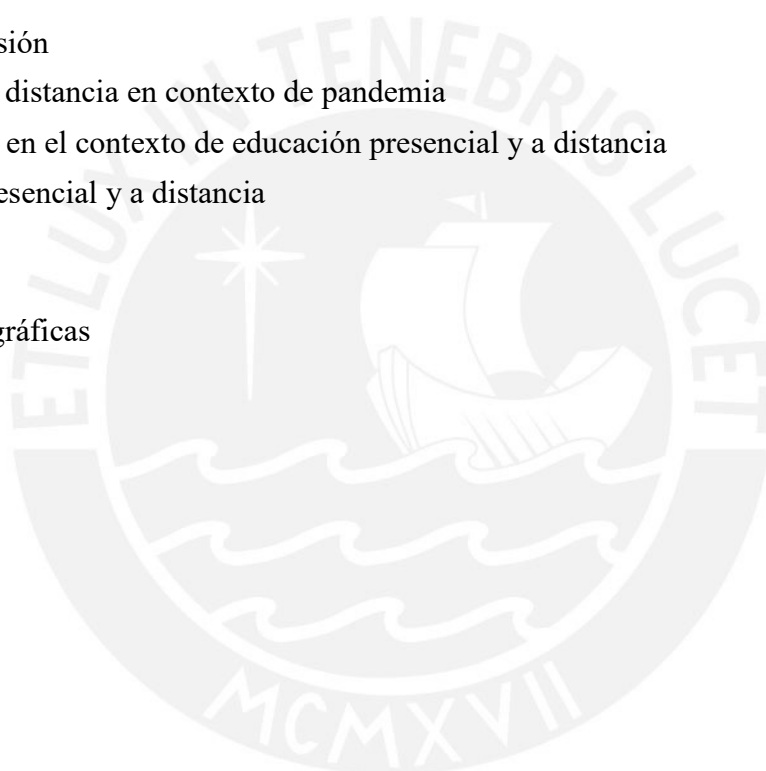 sión
distancia en contexto de pandemia
en el contexto de educación presencial y a distancia
esencial y a distancia
gráficas
ET LUX IN TENEBRIS LUCET
MCMXVII